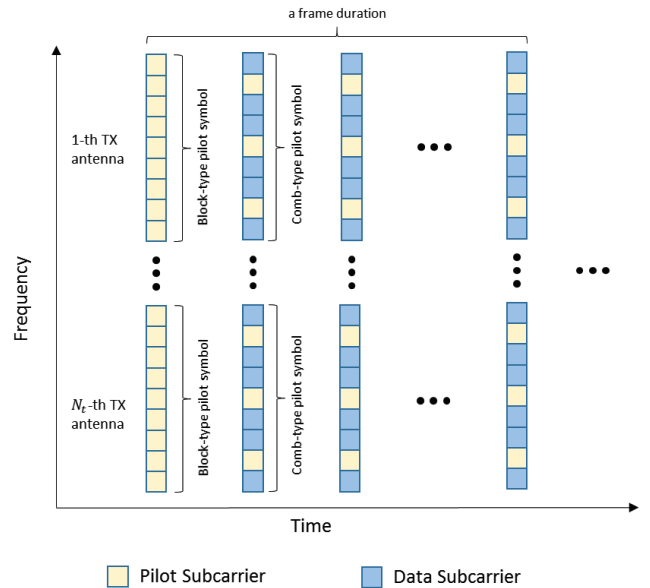 a frame duration
1-th TX
antenna
Block-type pilot symbol
Comb-type pilot symbol
Frequency
N_t-th TX
antenna
Block-type pilot symbol
Comb-type pilot symbol
Time
Pilot Subcarrier
Data Subcarrier